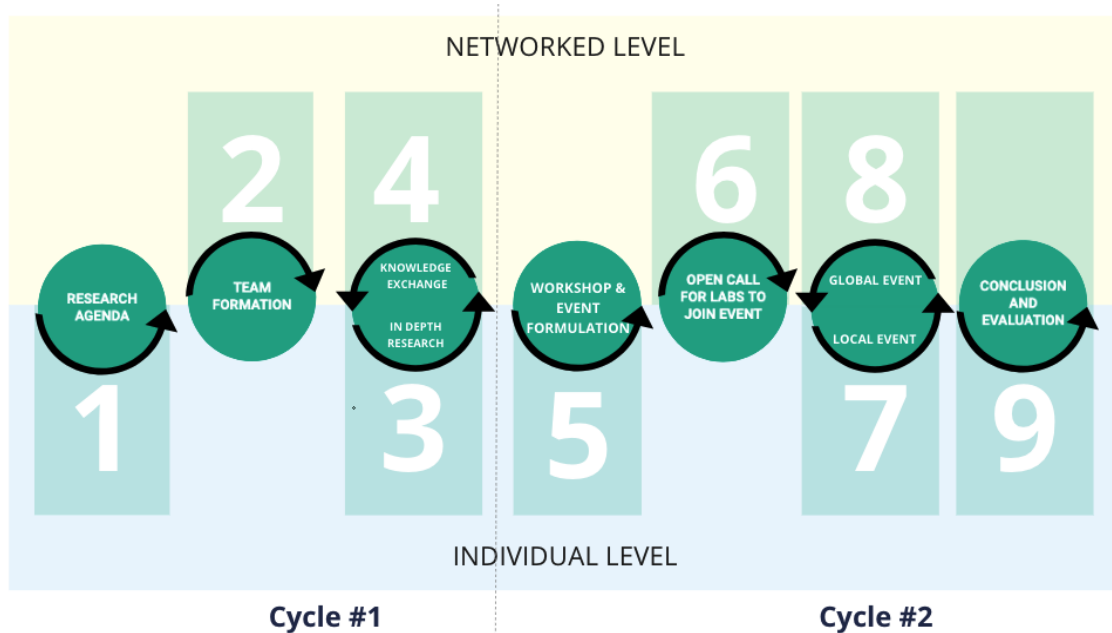 NETWORKED LEVEL
2
4
6
8
RESEARCH
AGENDA
TEAM
FORMATION
KNOWLEDGE
EXCHANGE
IN DEPTH
RESEARCH
WORKSHOP &
EVENT
FORMULATION
OPEN CALL
FOR LABS TO
JOIN EVENT
GLOBAL EVENT
LOCAL EVENT
CONCLUSION
AND
EVALUATION
1
3
5
7
9
INDIVIDUAL LEVEL
Cycle #1
Cycle #2